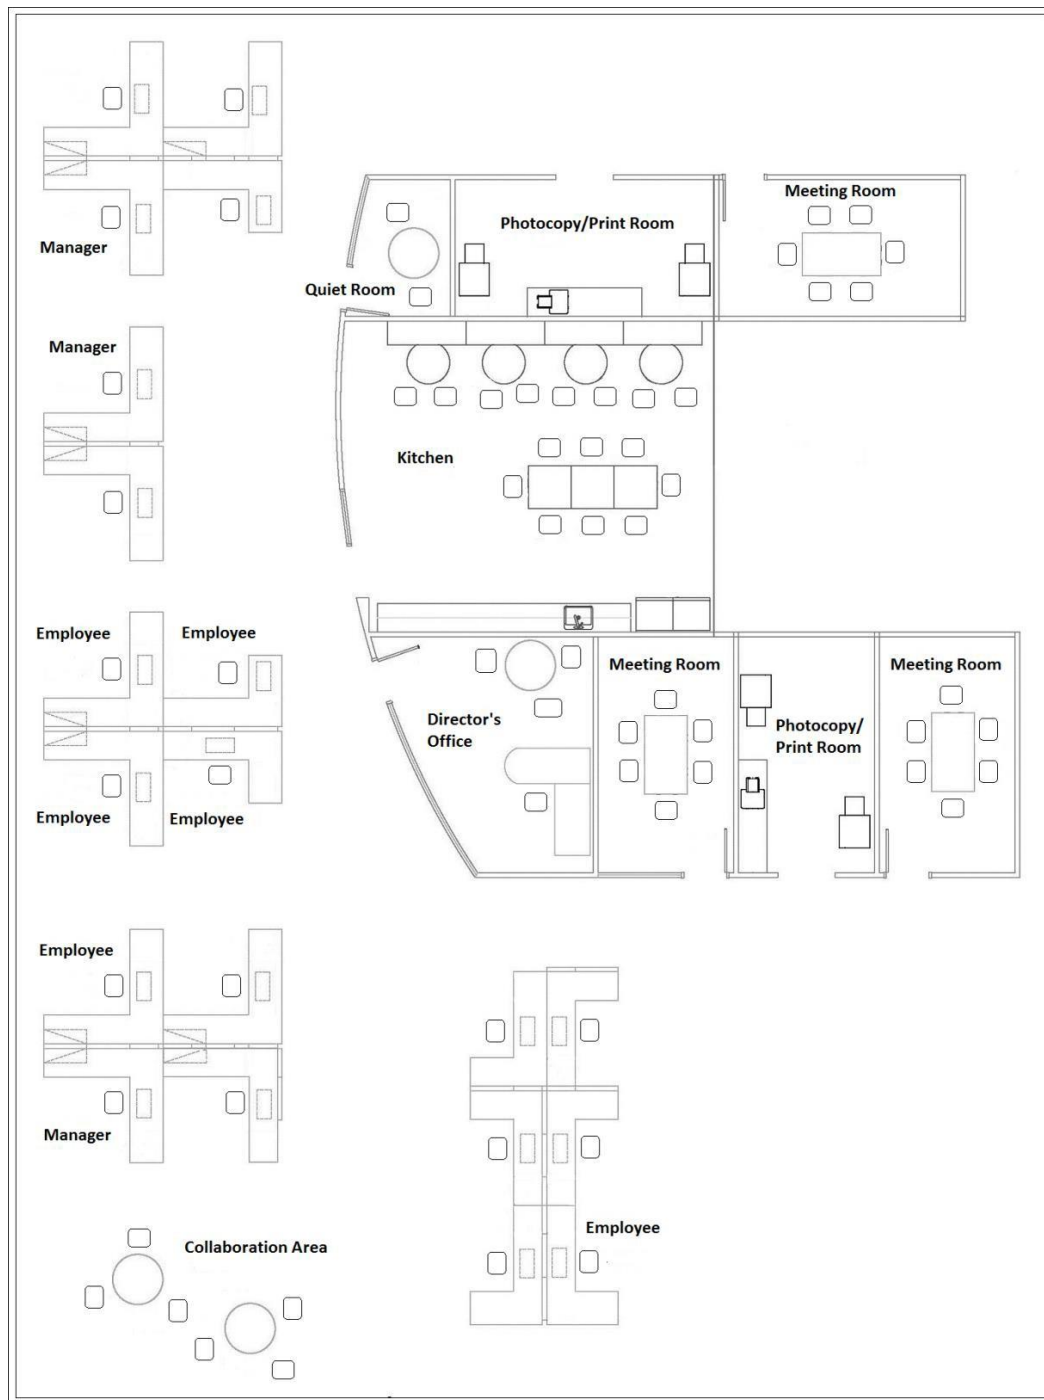 Meeting Room
Photocopy/Print Room
Manager
Quiet Room
Manager
Kitchen
Employee
Employee
Meeting Room
Meeting Room
Director's
Office
Photocopy/
Print Room
Employee
Employee
Employee
Manager
Employee
Collaboration Area